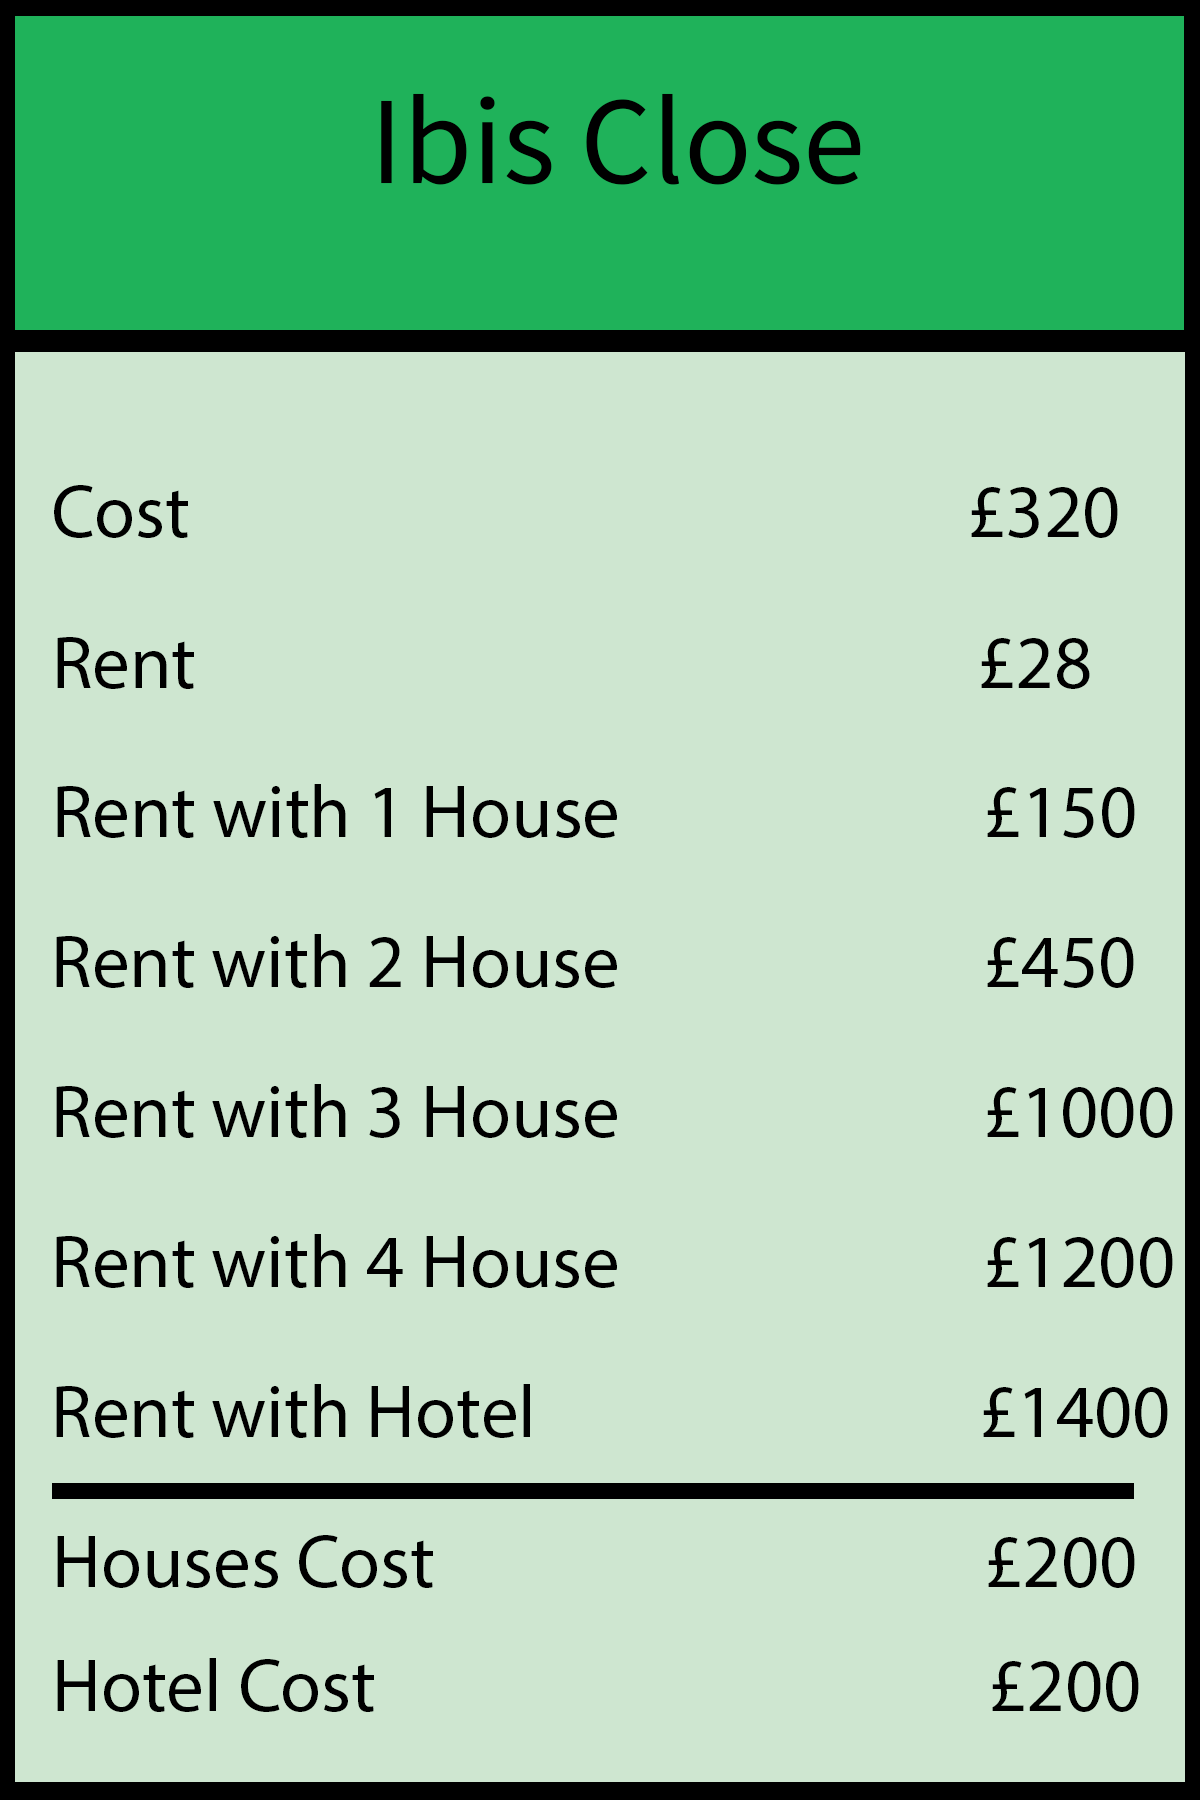 Ibis Close
Cost £320
Rent £28
Rent with 1 House £150
Rent with 2 House £450
Rent with 3 House £1000
Rent with 4 House £1200
Rent with Hotel £1400
Houses Cost £200
Hotel Cost £200